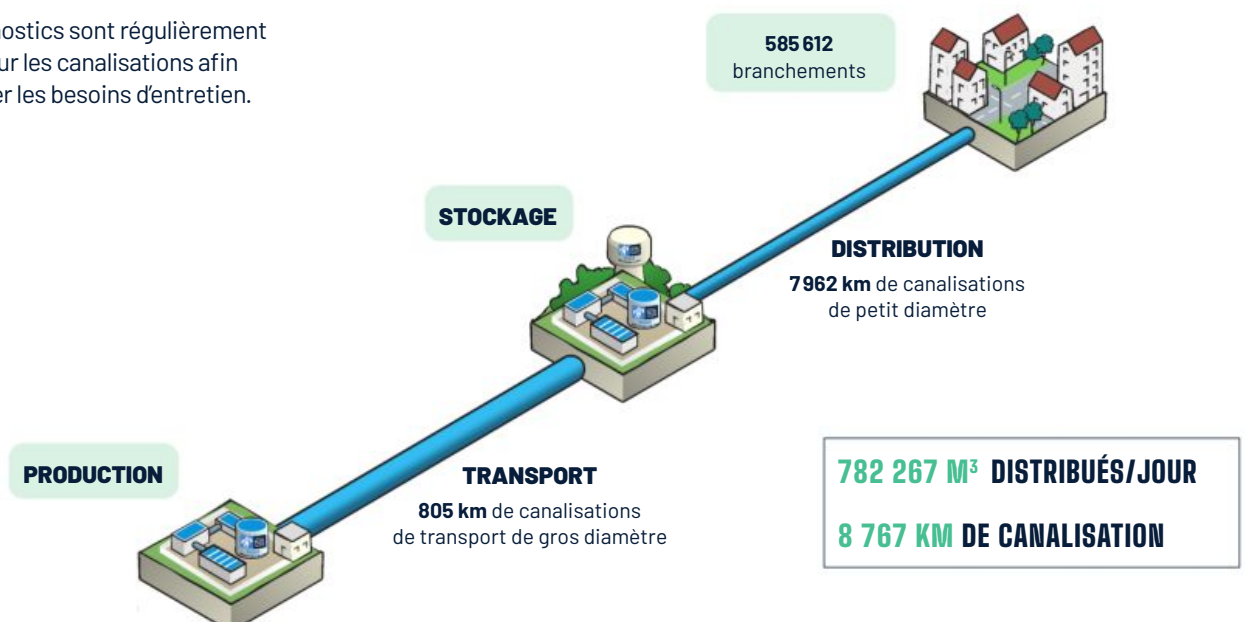 nostics sont régulièrement
ur les canalisations afin
er les besoins d'entretien.
585 612
branchements
STOCKAGE
DISTRIBUTION
7 962 km de canalisations
de petit diamètre
PRODUCTION
TRANSPORT
805 km de canalisations
de transport de gros diamètre
782 267 M³ DISTRIBUÉS/JOUR
8 767 KM DE CANALISATION